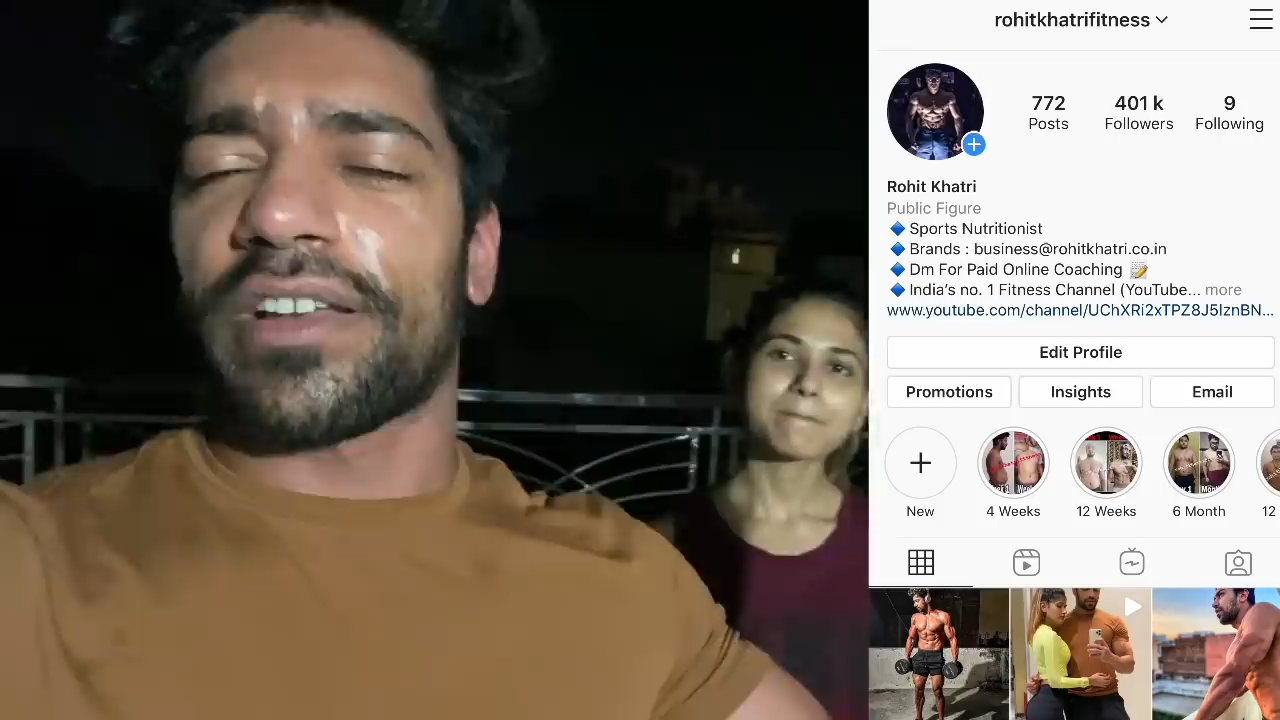 rohitkhatrifitness
772
401 k
9
Posts
Followers
Following
Rohit Khatri
Public Figure
Sports Nutritionist
Brands : business@rohitkhatri.co.in
Dm For Paid Online Coaching
India's no. 1 Fitness Channel (YouTube... more
www.youtube.com/channel/UChXRi2xTPZ8J5IznBN...
Edit Profile
Promotions
Insights
Email
New
4 Weeks
12 Weeks
6 Month
12